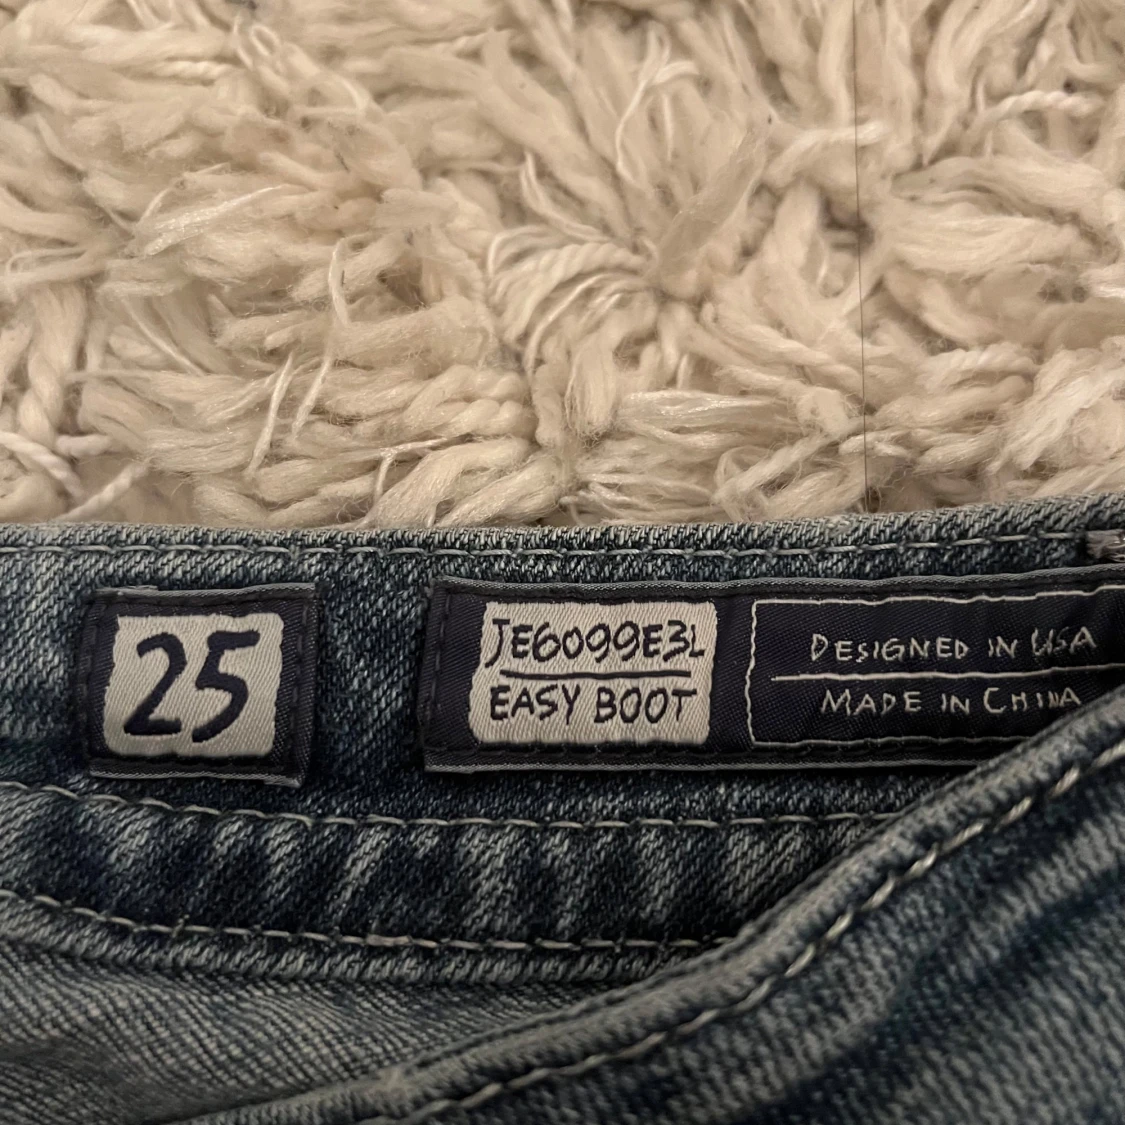 25
JE6099E3L
EASY BOOT
DESIGNED IN USA
MADE IN CHINA